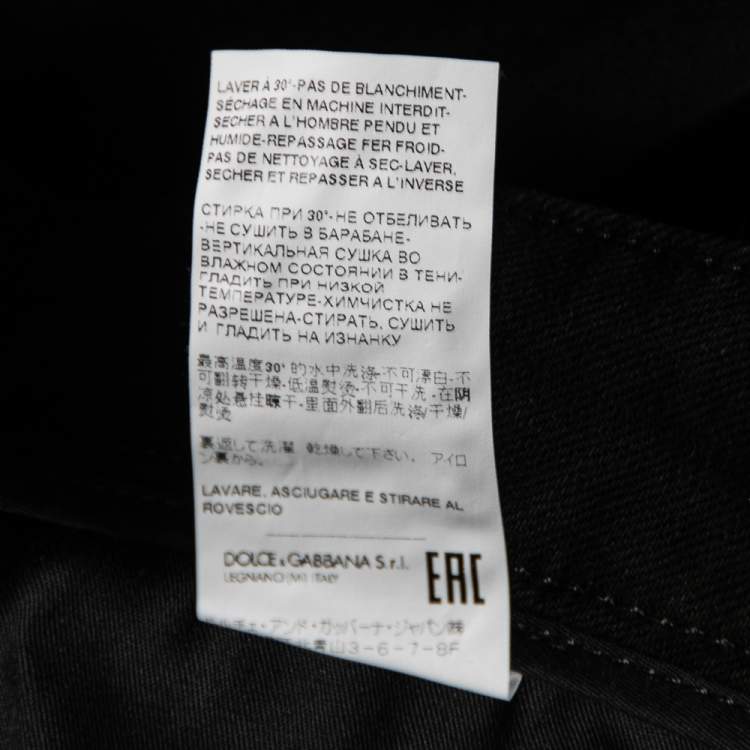 LAVER À 30°-PAS DE BLANCHIMENT-
SÉCHAGE EN MACHINE INTERDIT-
SECHER A L'HOMBRE PENDU ET
HUMIDE-REPASSAGE FER FROID-
PAS DE NETTOYAGE À SEC-LAVER,
SECHER ET REPASSER A L'INVERSE
СТИРКА ПРИ 30°-НЕ ОТБЕЛИВАТЬ
-НЕ СУШИТЬ В БАРАБАНЕ-
ВЕРТИКАЛЬНАЯ СУШКА ВО
ВЛАЖНОМ СОСТОЯНИИ В ТЕНИ-
ГЛАДИТЬ ПРИ НИЗКОЙ
ТЕМПЕРАТУРЕ-ХИМЧИСТКА НЕ
РАЗРЕШЕНА-СТИРАТЬ, СУШИТЬ
И ГЛАДИТЬ НА ИЗНАНКУ
最高温度30°的水中洗涤-不可漂白-不
可翻转干燥-低温熨烫-不可干洗-在阴
凉处悬挂晾干-里面外翻后洗涤/干燥/
熨烫
裏返して洗濯 乾燥して下さい。 アイロ
ン裏から。
LAVARE, ASCIUGARE E STIRARE AL
ROVESCIO
DOLCE & GABBANA S.r.l.
LEGNANO (MI) ITALY
EAC
ドルチェ・アンド・ガッバーナ・ジャパン㈱
青山3-6-7-8F